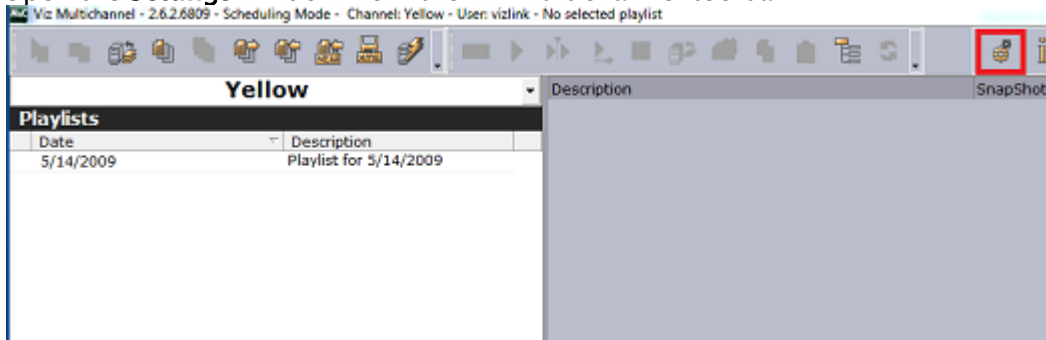 Viz Multichannel - 2.6.2.6809 - Scheduling Mode - Channel: Yellow - User: vizlink - No selected playlist
Yellow
Description
SnapShot
Playlists
Date
Description
5/14/2009
Playlist for 5/14/2009